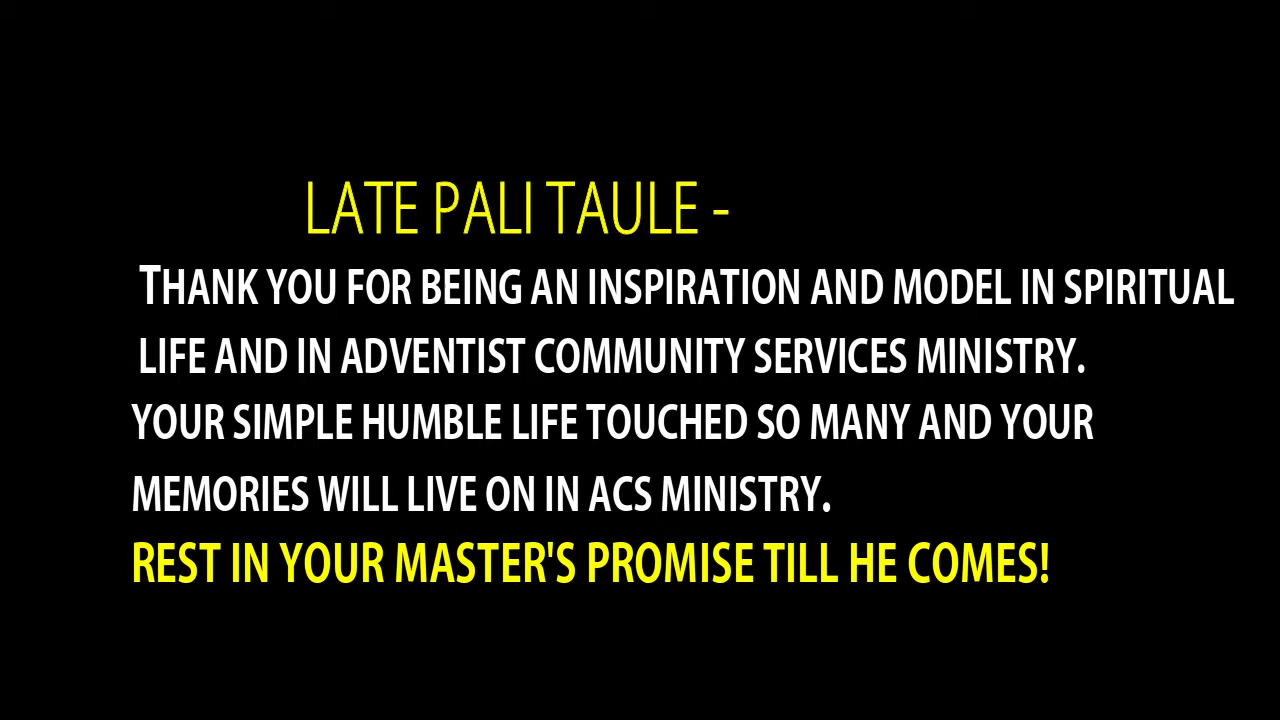 LATE PALI TAULE -
THANK YOU FOR BEING AN INSPIRATION AND MODEL IN SPIRITUAL
LIFE AND IN ADVENTIST COMMUNITY SERVICES MINISTRY.
YOUR SIMPLE HUMBLE LIFE TOUCHED SO MANY AND YOUR
MEMORIES WILL LIVE ON IN ACS MINISTRY.
REST IN YOUR MASTER'S PROMISE TILL HE COMES!